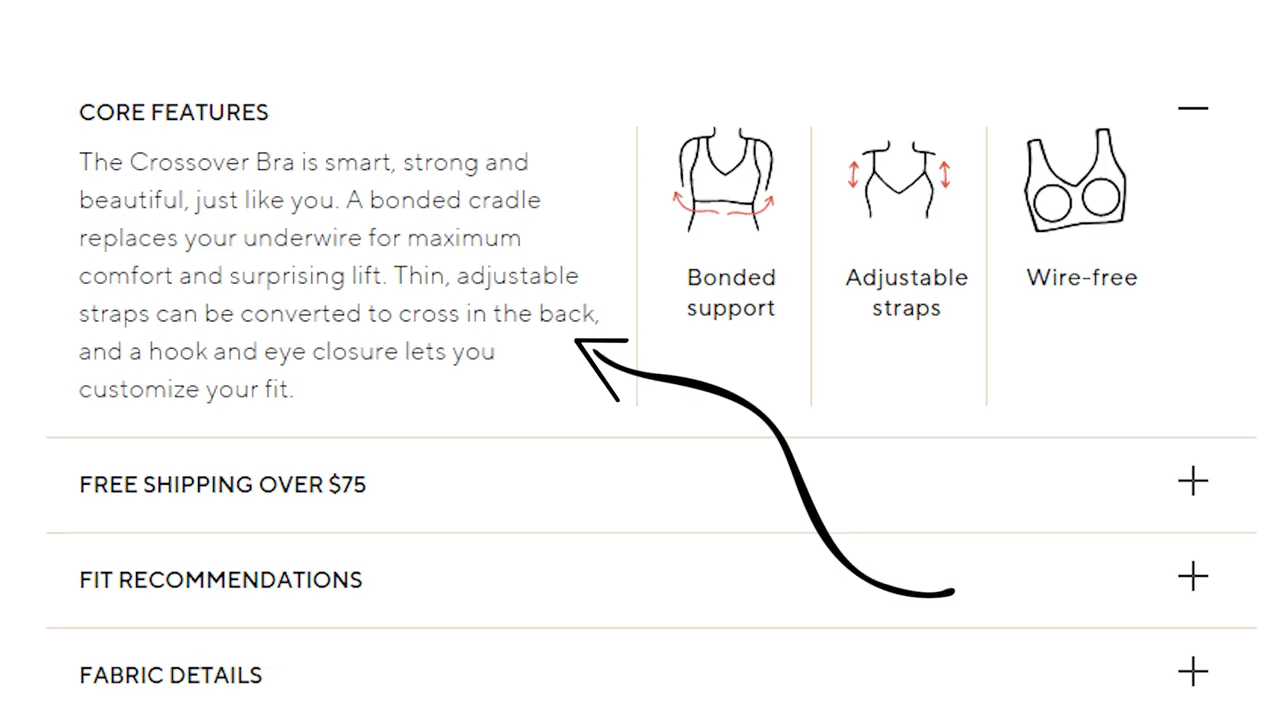 CORE FEATURES
The Crossover Bra is smart, strong and
beautiful, just like you. A bonded cradle
replaces your underwire for maximum
comfort and surprising lift. Thin, adjustable
straps can be converted to cross in the back,
and a hook and eye closure lets you
customize your fit.
Bonded
support
Adjustable
straps
Wire-free
FREE SHIPPING OVER $75
FIT RECOMMENDATIONS
FABRIC DETAILS